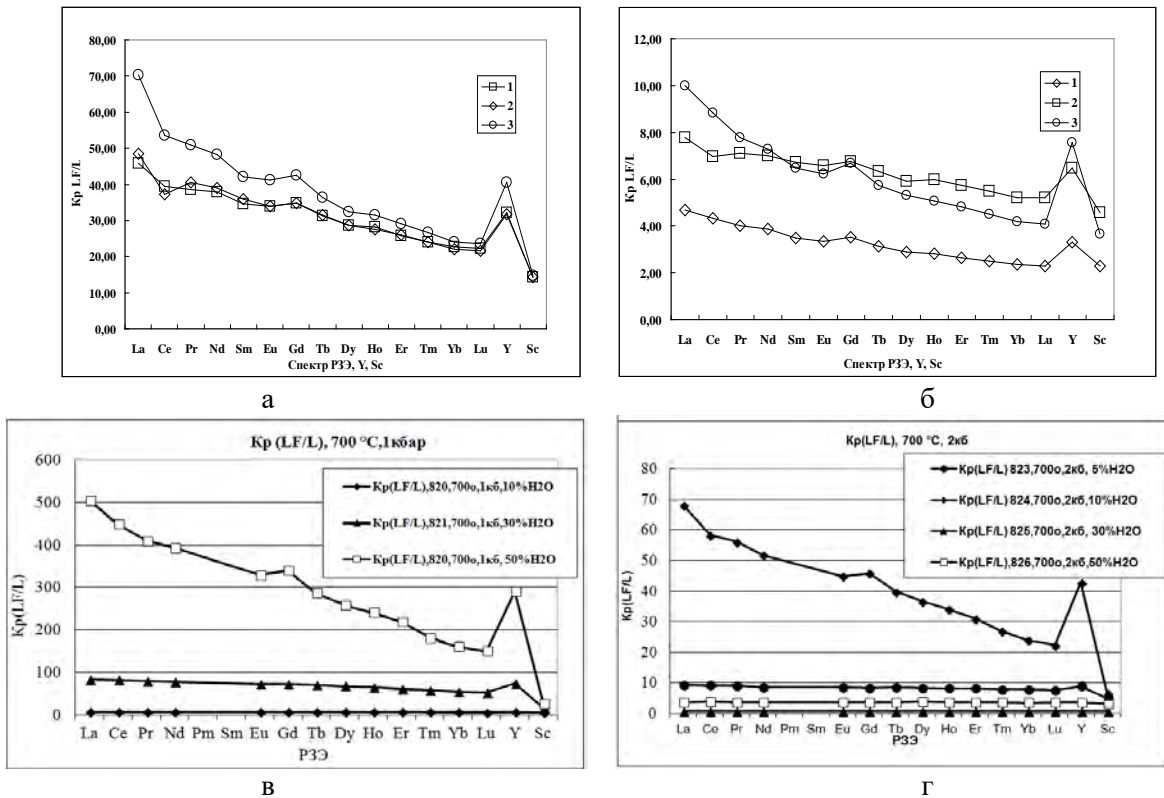 80,00
70,00
60,00
50,00
40,00
30,00
20,00
10,00
0,00
Кр LF/L
1
2
3
La Ce Pr Nd Sm Eu Gd Tb Dy Ho Er Tm Yb Lu Y Sc
Спектр РЗЭ, Y, Sc
а
12,00
10,00
8,00
6,00
4,00
2,00
0,00
Кр LF/L
1
2
3
La Ce Pr Nd Sm Eu Gd Tb Dy Ho Er Tm Yb Lu Y Sc
Спектр РЗЭ, Y, Sc
б
Кр (LF/L), 700 °C,1кбар
600
500
400
300
200
100
0
Кр(LF/L)
Кр(LF/L),820,700о,1кб,10%H2O
Кр(LF/L),821,700о,1кб,30%H2O
Кр(LF/L),820,700о,1кб,50%H2O
La Ce Pr Nd Pm Sm Eu Gd Tb Dy Ho Er Tm Yb Lu Y Sc
РЗЭ
в
Кр(LF/L), 700 °C, 2кб
80
70
60
50
40
30
20
10
0
Кр(LF/L)
Кр(LF/L) 823,700о,2кб, 5%H2O
Кр(LF/L) 824,700о,2кб,10%H2O
Кр(LF/L) 825,700о,2кб, 30%H2O
Кр(LF/L),826,700о,2кб,50%H2O
La Ce Pr Nd Pm Sm Eu Gd Tb Dy Ho Er Tm Yb Lu Y Sc
РЗЭ
г